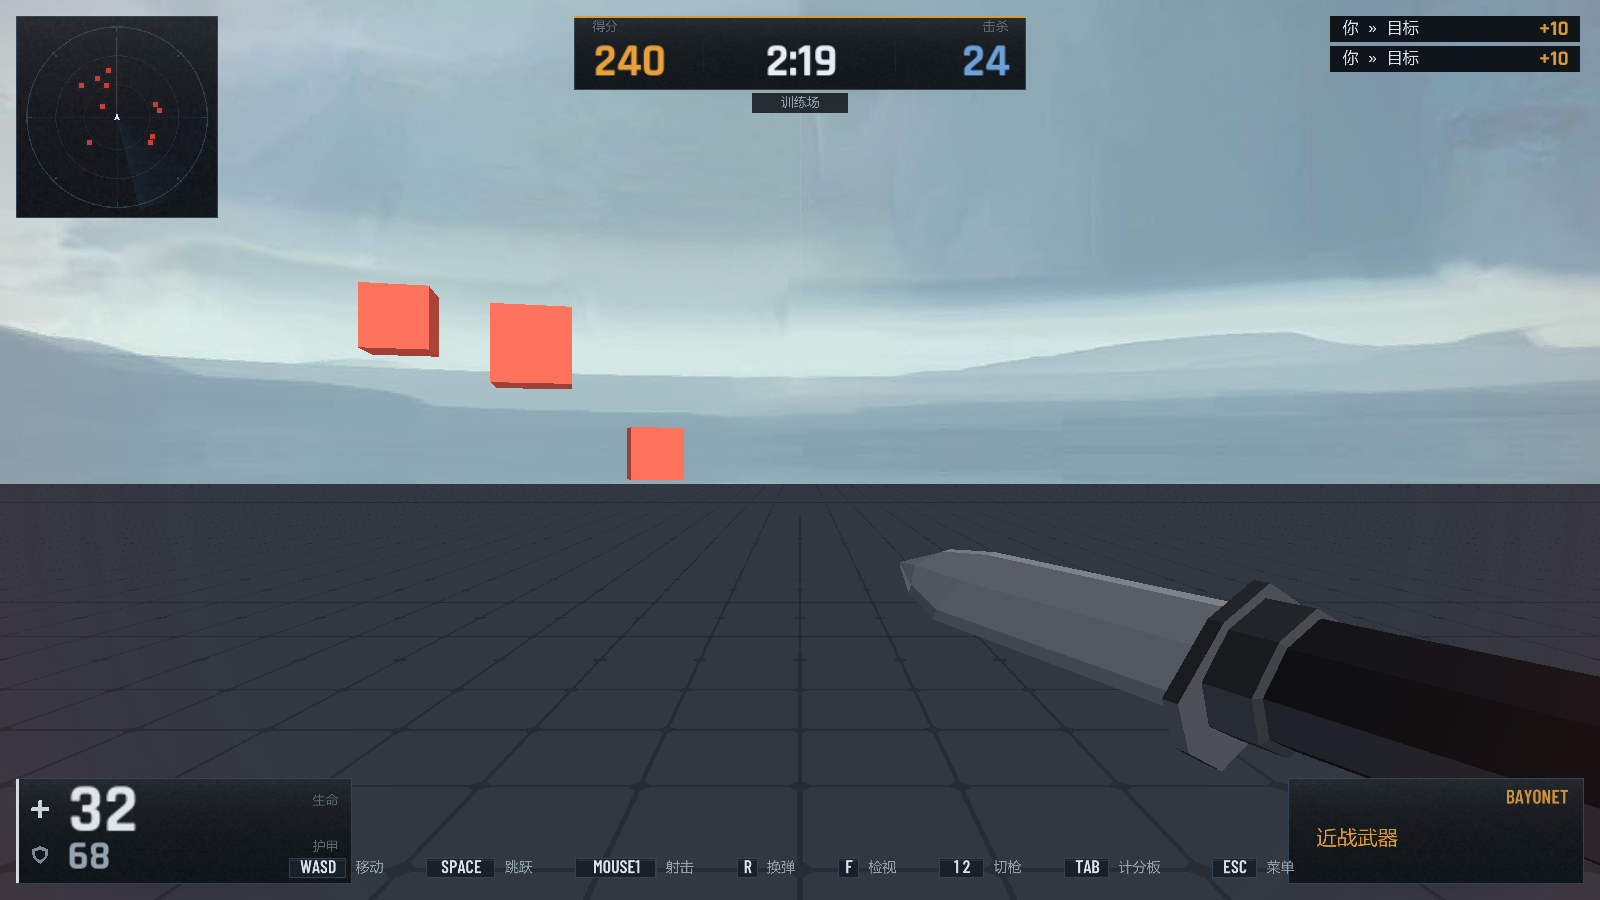 得分 击杀
240 2:19 24
训练场
你 » 目标 +10
你 » 目标 +10
32 生命
68 护甲
WASD 移动 SPACE 跳跃 MOUSE1 射击 R 换弹 F 检视 1 2 切枪 TAB 计分板 ESC 菜单
BAYONET
近战武器